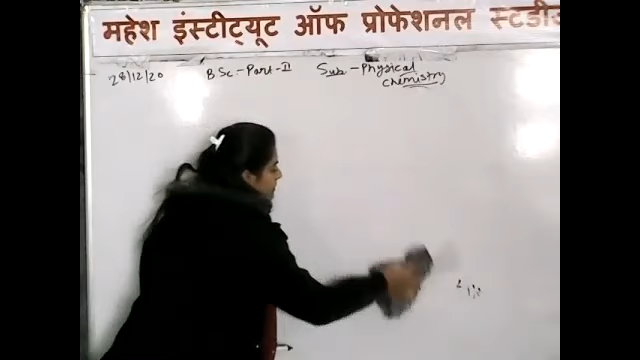 महेश इंस्टीट्यूट ऑफ प्रोफेशनल स्टडीज
28/12/20 BSc-Part-II Sub-Physical
chemistry